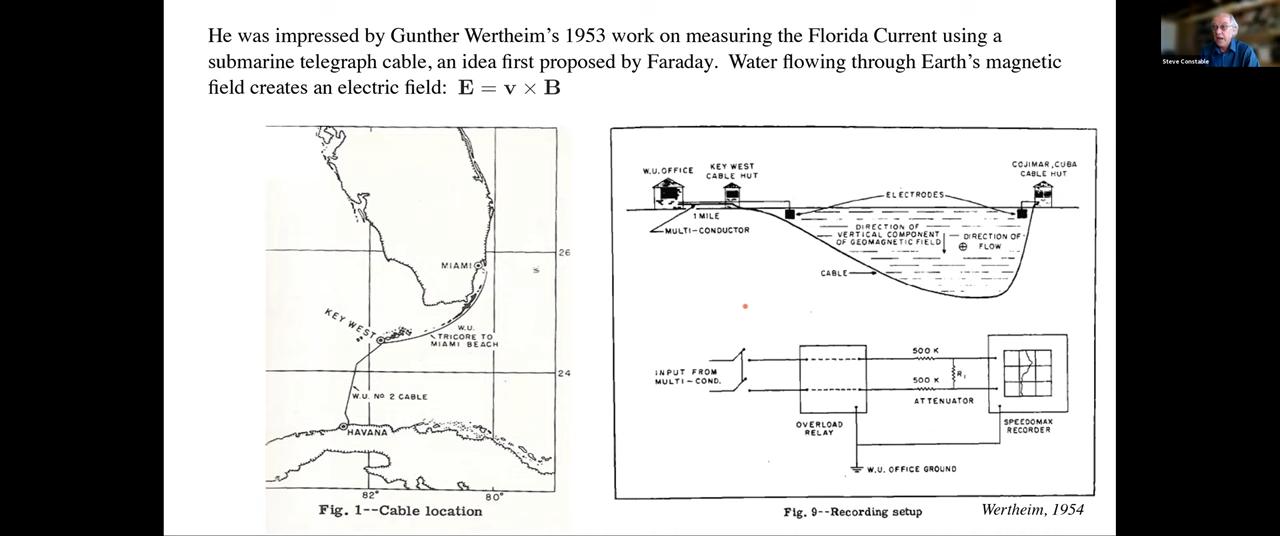 He was impressed by Gunther Wertheim's 1953 work on measuring the Florida Current using a
submarine telegraph cable, an idea first proposed by Faraday. Water flowing through Earth's magnetic
field creates an electric field: E = v × B
Steve Constable
MIAMI
26
KEY WEST
W.U.
TRICORE TO
MIAMI BEACH
24
W.U. Nº 2 CABLE
HAVANA
82°
80°
Fig. 1--Cable location
W.U. OFFICE
KEY WEST
CABLE HUT
COJIMAR, CUBA
CABLE HUT
ELECTRODES
1 MILE
MULTI-CONDUCTOR
DIRECTION OF
VERTICAL COMPONENT
OF GEOMAGNETIC FIELD
DIRECTION OF
FLOW
CABLE
INPUT FROM
MULTI-COND.
500 K
500 K
R₁
ATTENUATOR
OVERLOAD
RELAY
SPEEDOMAX
RECORDER
W.U. OFFICE GROUND
Fig. 9--Recording setup
Wertheim, 1954